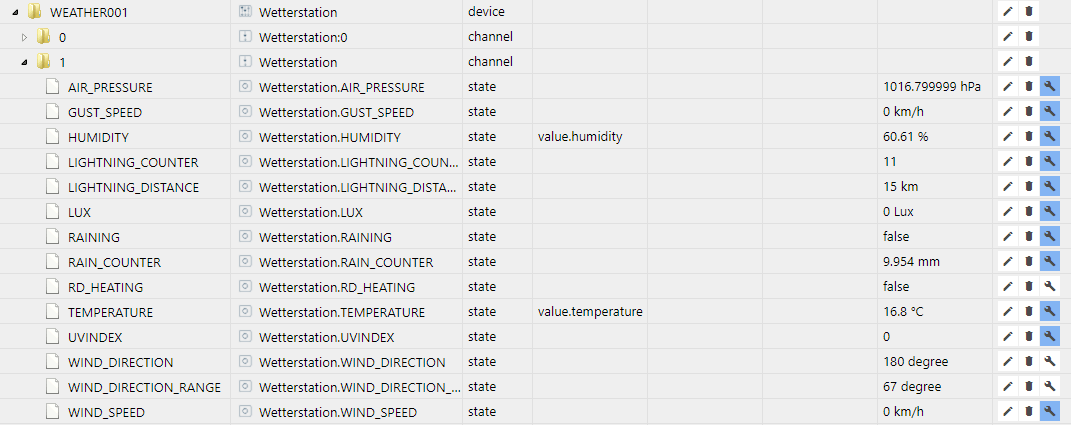 WEATHER001 Wetterstation device
0 Wetterstation:0 channel
1 Wetterstation channel
AIR_PRESSURE Wetterstation.AIR_PRESSURE state 1016.799999 hPa
GUST_SPEED Wetterstation.GUST_SPEED state 0 km/h
HUMIDITY Wetterstation.HUMIDITY state value.humidity 60.61 %
LIGHTNING_COUNTER Wetterstation.LIGHTNING_COUN... state 11
LIGHTNING_DISTANCE Wetterstation.LIGHTNING_DISTA... state 15 km
LUX Wetterstation.LUX state 0 Lux
RAINING Wetterstation.RAINING state false
RAIN_COUNTER Wetterstation.RAIN_COUNTER state 9.954 mm
RD_HEATING Wetterstation.RD_HEATING state false
TEMPERATURE Wetterstation.TEMPERATURE state value.temperature 16.8 °C
UVINDEX Wetterstation.UVINDEX state 0
WIND_DIRECTION Wetterstation.WIND_DIRECTION state 180 degree
WIND_DIRECTION_RANGE Wetterstation.WIND_DIRECTION_... state 67 degree
WIND_SPEED Wetterstation.WIND_SPEED state 0 km/h